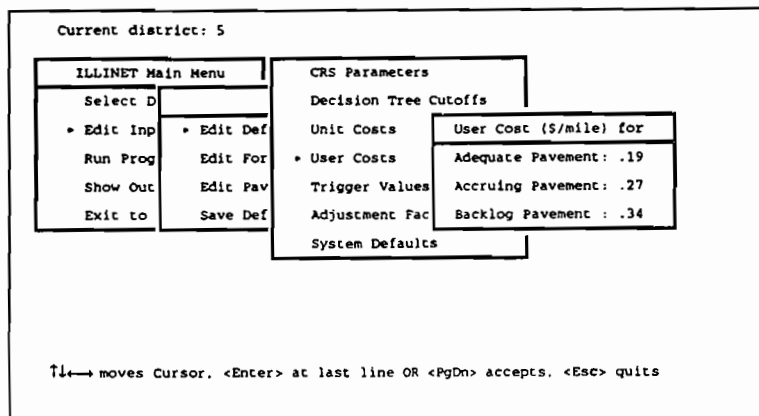 Current district: 5
ILLINET Main Menu
Select D
• Edit Inp
Run Prog
Show Out
Exit to
• Edit Def
Edit For
Edit Pav
Save Def
CRS Parameters
Decision Tree Cutoffs
Unit Costs
• User Costs
Trigger Values
Adjustment Fac
System Defaults
User Cost ($/mile) for
Adequate Pavement: .19
Accruing Pavement: .27
Backlog Pavement : .34
↑↓←→ moves Cursor, <Enter> at last line OR <PgDn> accepts, <Esc> quits